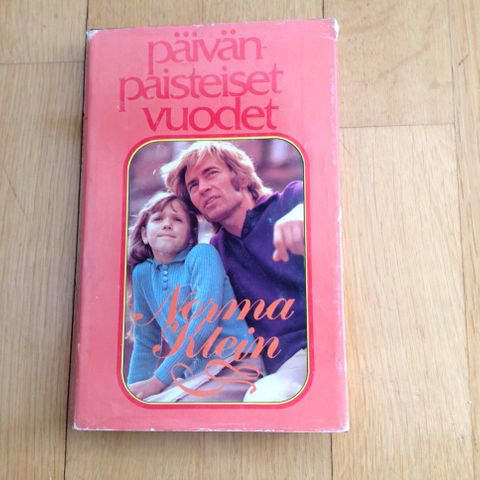 päivän-
paisteiset
vuodet
Norma
Klein